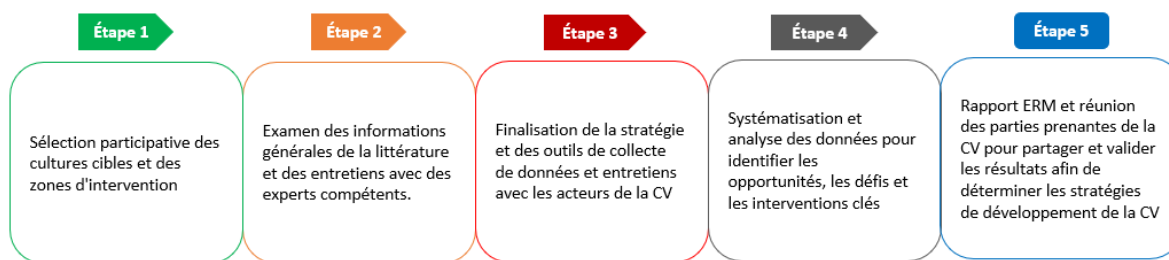 Étape 1
Sélection participative des
cultures cibles et des
zones d'intervention
Étape 2
Examen des informations
générales de la littérature
et des entretiens avec des
experts compétents.
Étape 3
Finalisation de la stratégie
et des outils de collecte
de données et entretiens
avec les acteurs de la CV
Étape 4
Systématisation et
analyse des données pour
identifier les
opportunités, les défis et
les interventions clés
Étape 5
Rapport ERM et réunion
des parties prenantes de la
CV pour partager et valider
les résultats afin de
déterminer les stratégies
de développement de la CV